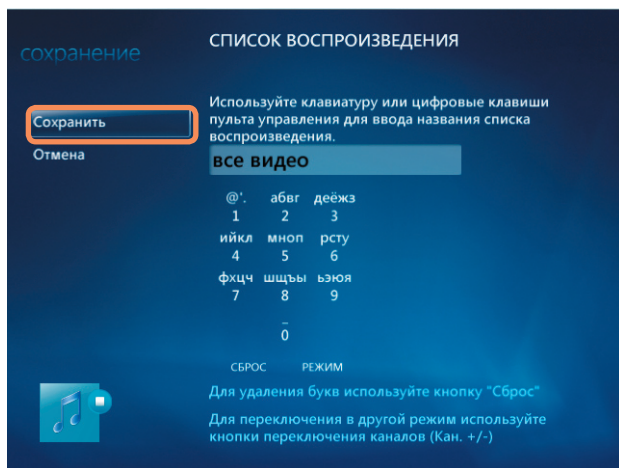 сохранение
СПИСОК ВОСПРОИЗВЕДЕНИЯ
Сохранить
Отмена
Используйте клавиатуру или цифровые клавиши
пульта управления для ввода названия списка
воспроизведения.
все видео
@'. абвг деёжз
1 2 3
ийкл мноп рсту
4 5 6
фхцч шщъы ьэюя
7 8 9
_
0
СБРОС РЕЖИМ
Для удаления букв используйте кнопку "Сброс"
Для переключения в другой режим используйте
кнопки переключения каналов (Кан. +/-)